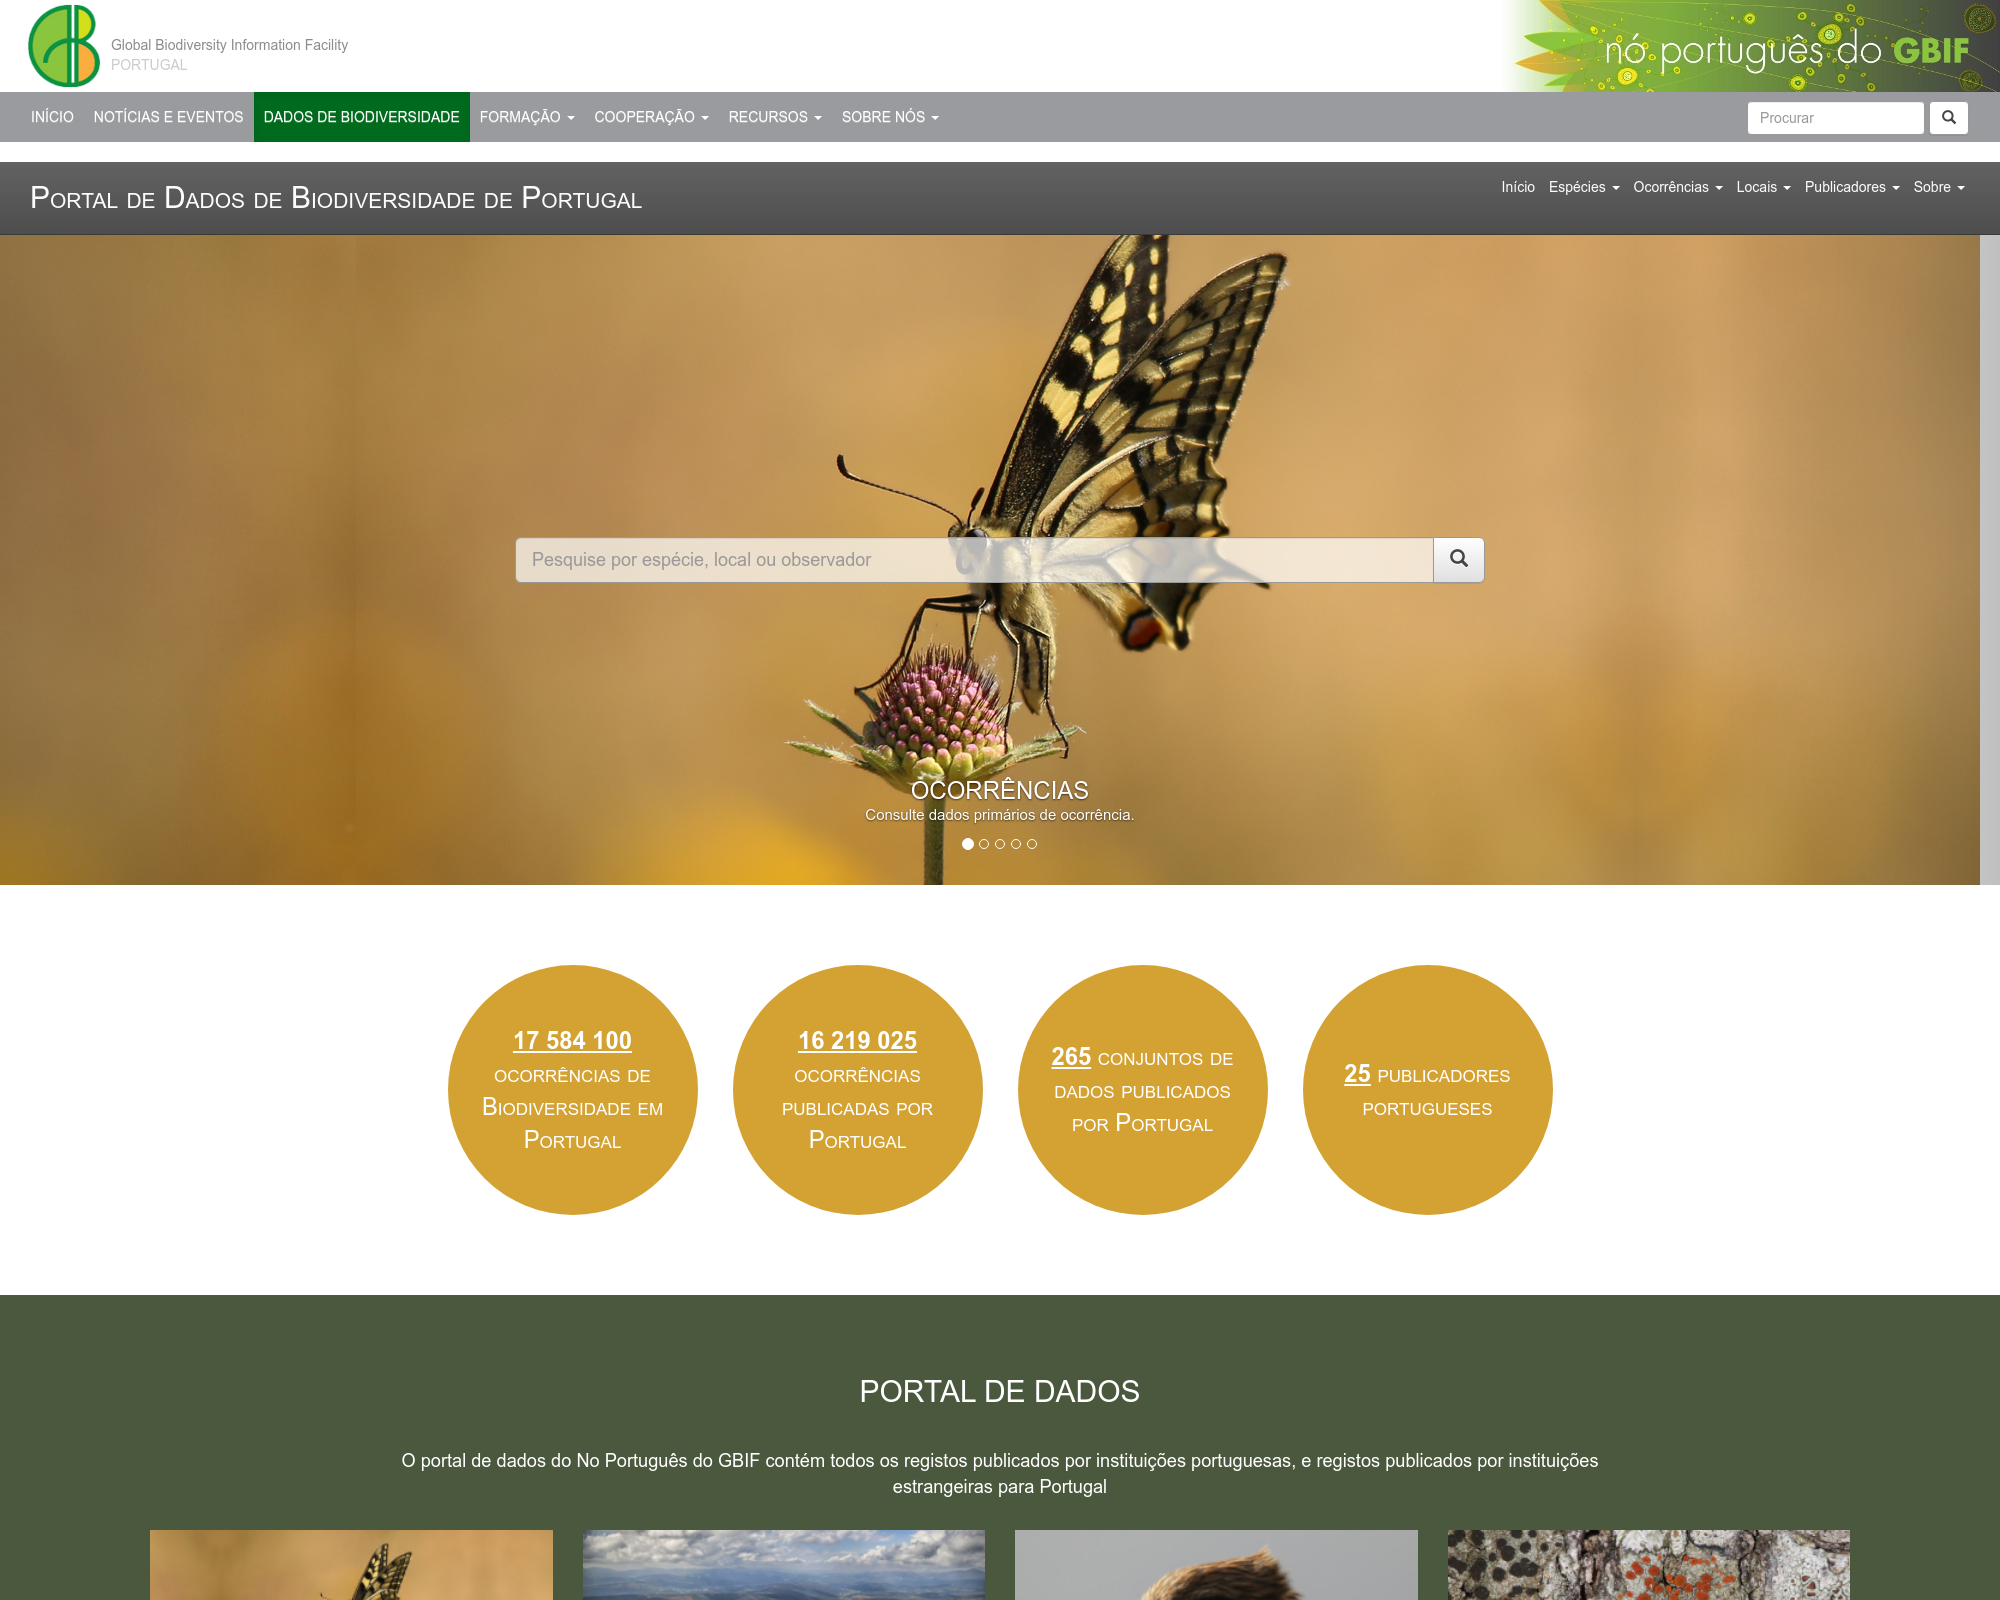 Global Biodiversity Information Facility
PORTUGAL
nó português do GBIF
INÍCIO NOTÍCIAS E EVENTOS DADOS DE BIODIVERSIDADE FORMAÇÃO COOPERAÇÃO RECURSOS SOBRE NÓS Procurar
Portal de Dados de Biodiversidade de Portugal
Início Espécies Ocorrências Locais Publicadores Sobre
Pesquise por espécie, local ou observador
OCORRÊNCIAS
Consulte dados primários de ocorrência.
17 584 100
ocorrências de
Biodiversidade em
Portugal
16 219 025
ocorrências
publicadas por
Portugal
265 conjuntos de
dados publicados
por Portugal
25 publicadores
portugueses
PORTAL DE DADOS
O portal de dados do No Português do GBIF contém todos os registos publicados por instituições portuguesas, e registos publicados por instituições
estrangeiras para Portugal